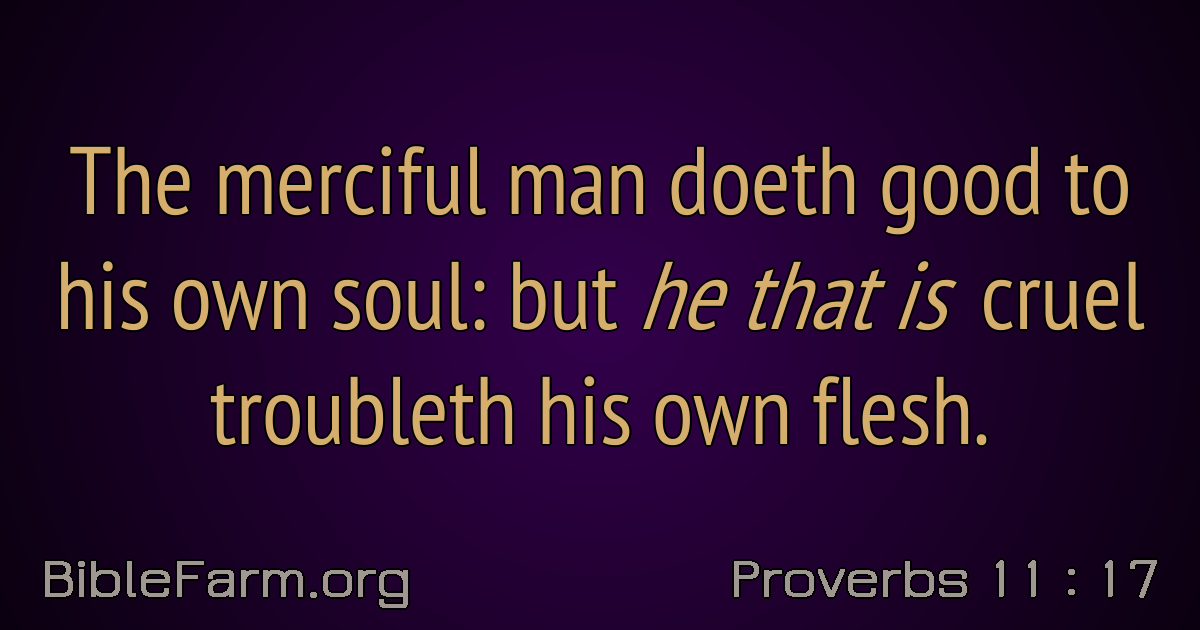 The merciful man doeth good to
his own soul: but he that is cruel
troubleth his own flesh.
BibleFarm.org
Proverbs 11 : 17